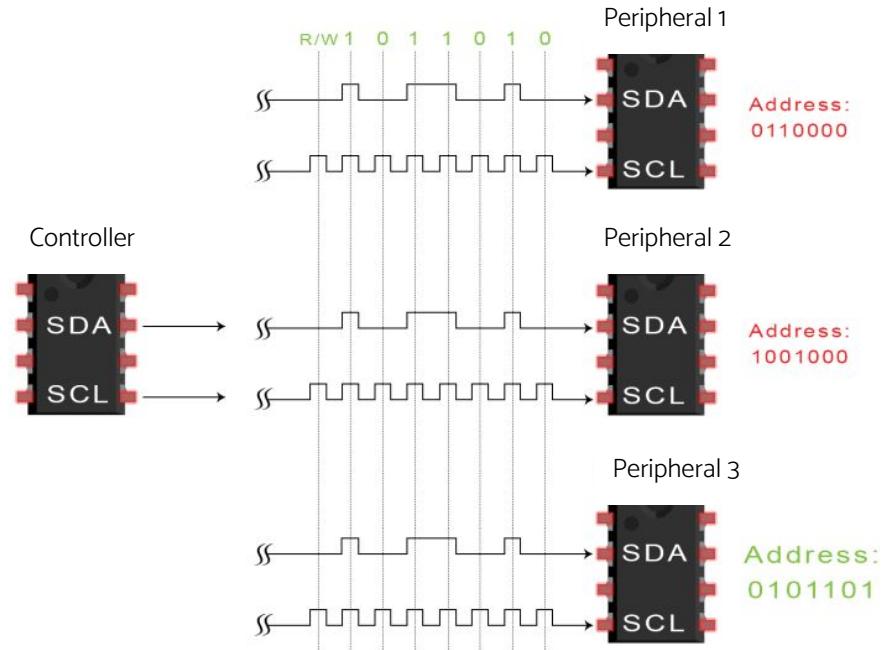 Peripheral 1
R/W 1 0 1 1 0 1 0
SDA
SCL
Address:
0110000
Controller
SDA
SCL
Peripheral 2
SDA
SCL
Address:
1001000
Peripheral 3
SDA
SCL
Address:
0101101